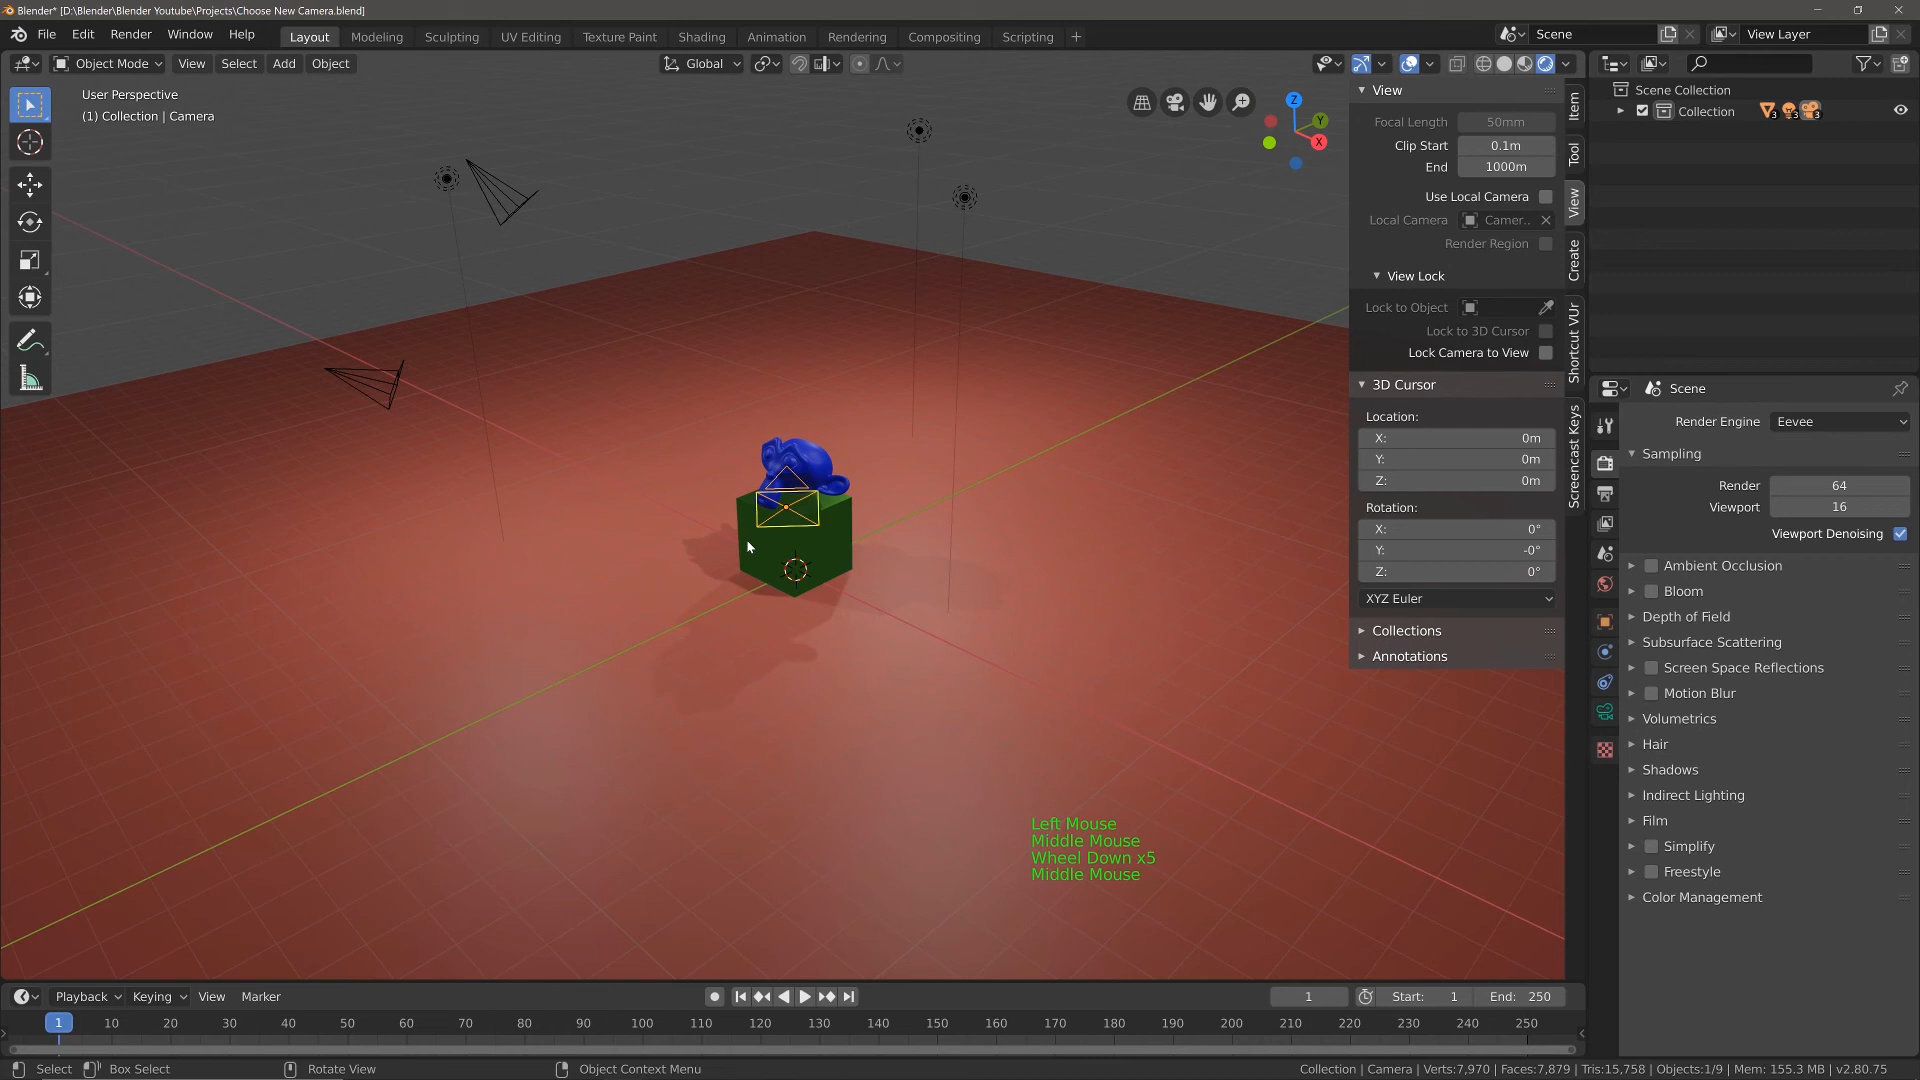 Blender* [D:\Blender\Blender Youtube\Projects\Choose New Camera.blend]
File Edit Render Window Help Layout Modeling Sculpting UV Editing Texture Paint Shading Animation Rendering Compositing Scripting + Scene View Layer
Object Mode View Select Add Object Global
User Perspective
(1) Collection | Camera
Z
Y
X
View
Focal Length 50mm
Clip Start 0.1m
End 1000m
Use Local Camera
Local Camera Camer..
Render Region
View Lock
Lock to Object
Lock to 3D Cursor
Lock Camera to View
3D Cursor
Location:
X: 0m
Y: 0m
Z: 0m
Rotation:
X: 0°
Y: -0°
Z: 0°
XYZ Euler
Collections
Annotations
Item
Tool
View
Create
Shortcut VUr
Screencast Keys
Scene Collection
Collection 3 3 3
Scene
Render Engine Eevee
Sampling
Render 64
Viewport 16
Viewport Denoising
Ambient Occlusion
Bloom
Depth of Field
Subsurface Scattering
Screen Space Reflections
Motion Blur
Volumetrics
Hair
Shadows
Indirect Lighting
Film
Simplify
Freestyle
Color Management
Left Mouse
Middle Mouse
Wheel Down x5
Middle Mouse
Playback Keying View Marker 1 Start: 1 End: 250
1 10 20 30 40 50 60 70 80 90 100 110 120 130 140 150 160 170 180 190 200 210 220 230 240 250
Select Box Select Rotate View Object Context Menu Collection | Camera | Verts:7,970 | Faces:7,879 | Tris:15,758 | Objects:1/9 | Mem: 155.3 MB | v2.80.75